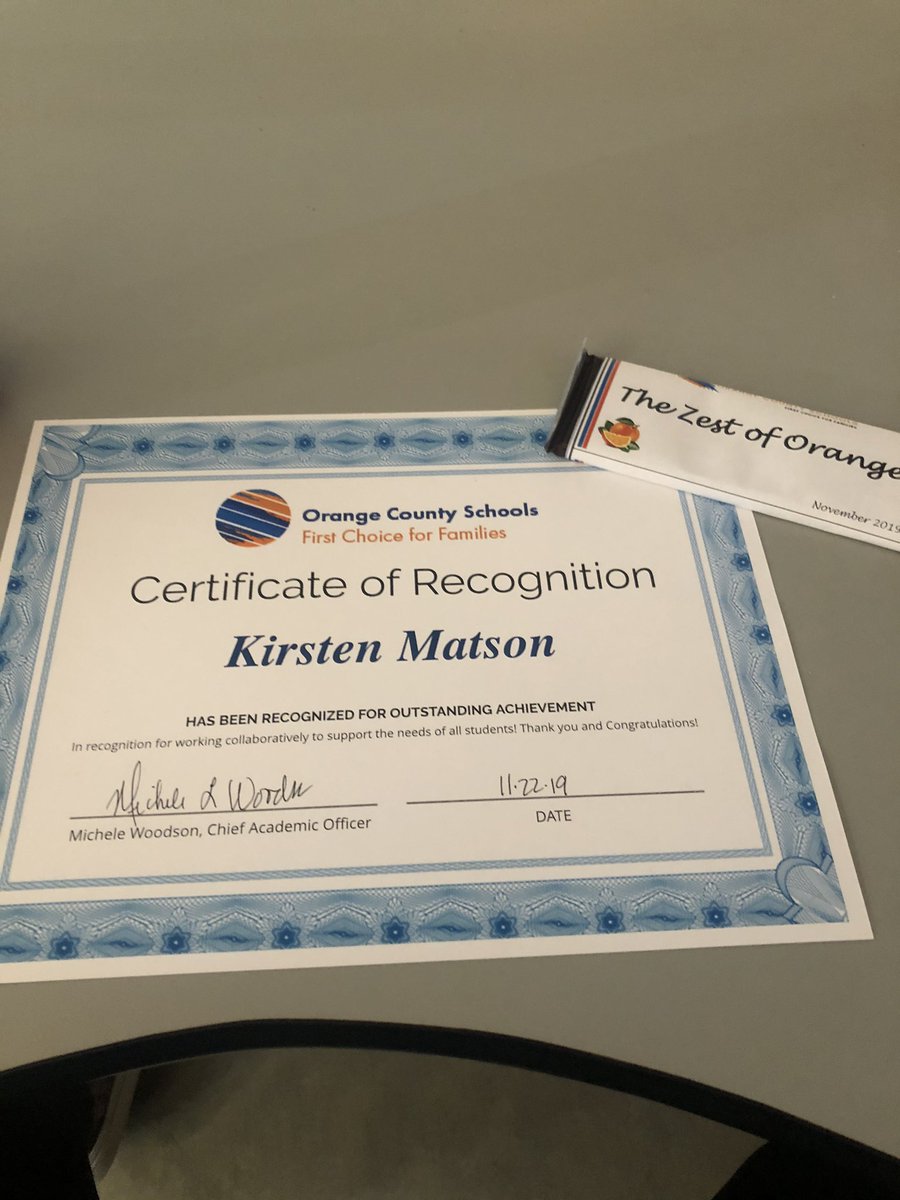 The Zest of Orange
November 2019
Orange County Schools
First Choice for Families
Certificate of Recognition
Kirsten Matson
HAS BEEN RECOGNIZED FOR OUTSTANDING ACHIEVEMENT
In recognition for working collaboratively to support the needs of all students! Thank you and Congratulations!
Michele L Woodson 11-22-19
Michele Woodson, Chief Academic Officer DATE